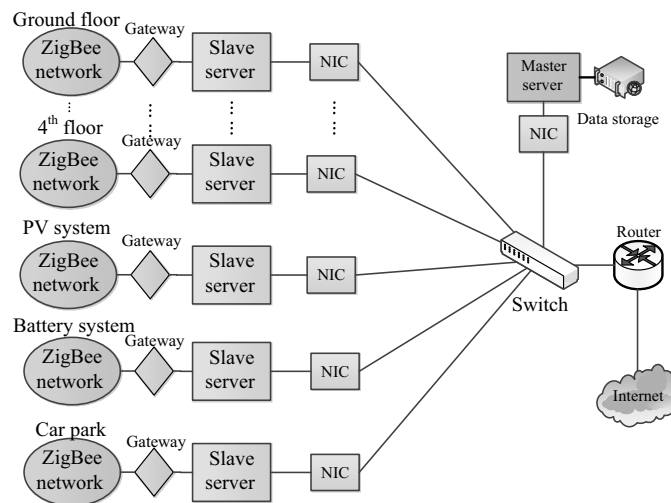 Ground floor
Gateway
ZigBee
network
Slave
server
NIC
Master
server
Data storage
NIC
4th floor
Gateway
ZigBee
network
Slave
server
NIC
PV system
Gateway
ZigBee
network
Slave
server
NIC
Router
Switch
Battery system
Gateway
ZigBee
network
Slave
server
NIC
Internet
Car park
Gateway
ZigBee
network
Slave
server
NIC